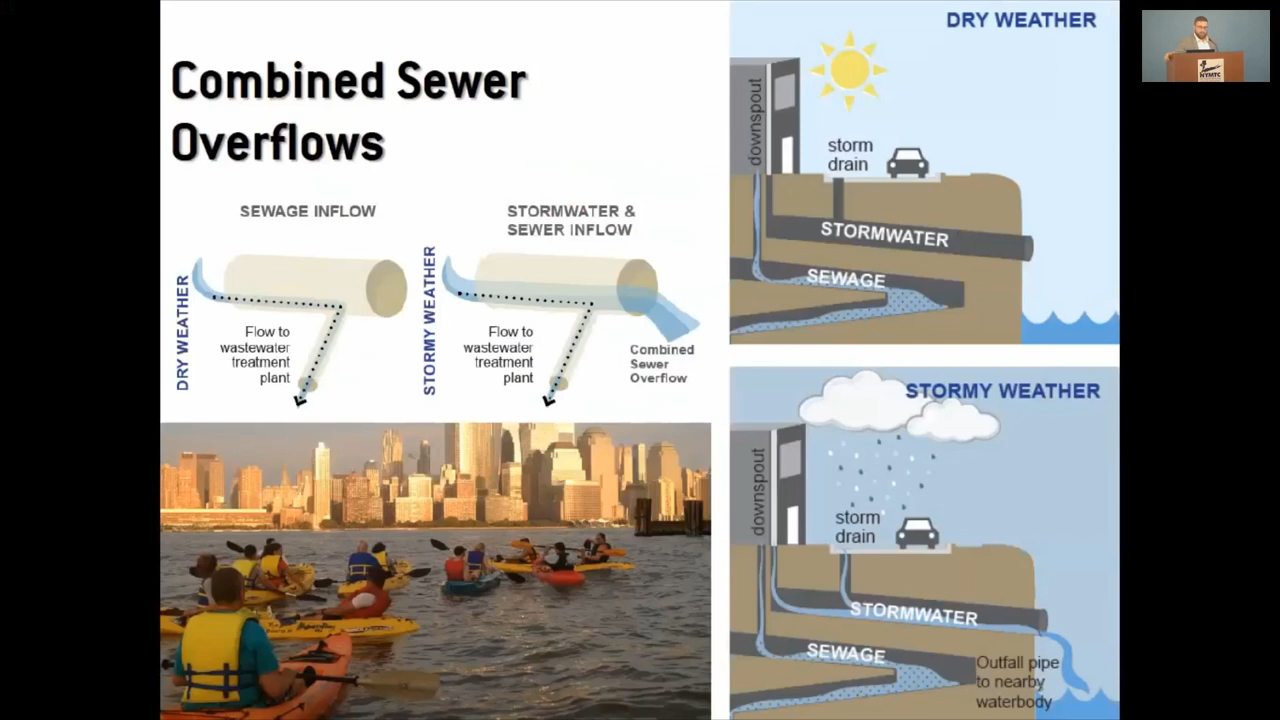 Combined Sewer
Overflows
SEWAGE INFLOW
DRY WEATHER
Flow to
wastewater
treatment
plant
STORMWATER &
SEWER INFLOW
STORMY WEATHER
Flow to
wastewater
treatment
plant
Combined
Sewer
Overflow
DRY WEATHER
downspout
storm
drain
STORMWATER
SEWAGE
STORMY WEATHER
downspout
storm
drain
STORMWATER
SEWAGE
Outfall pipe
to nearby
waterbody
NYMTC